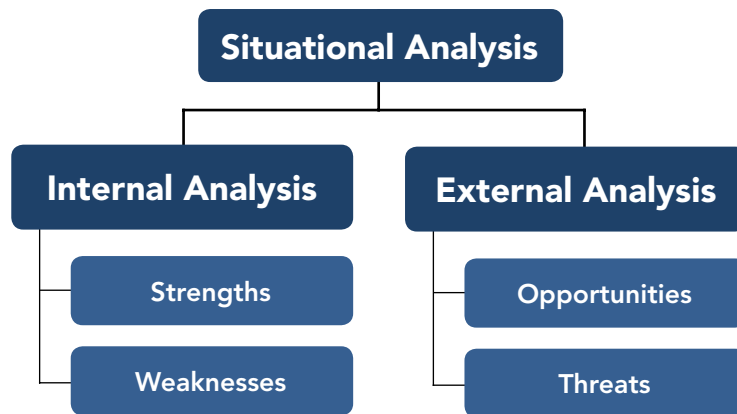 Situational Analysis
Internal Analysis
External Analysis
Strengths
Opportunities
Weaknesses
Threats